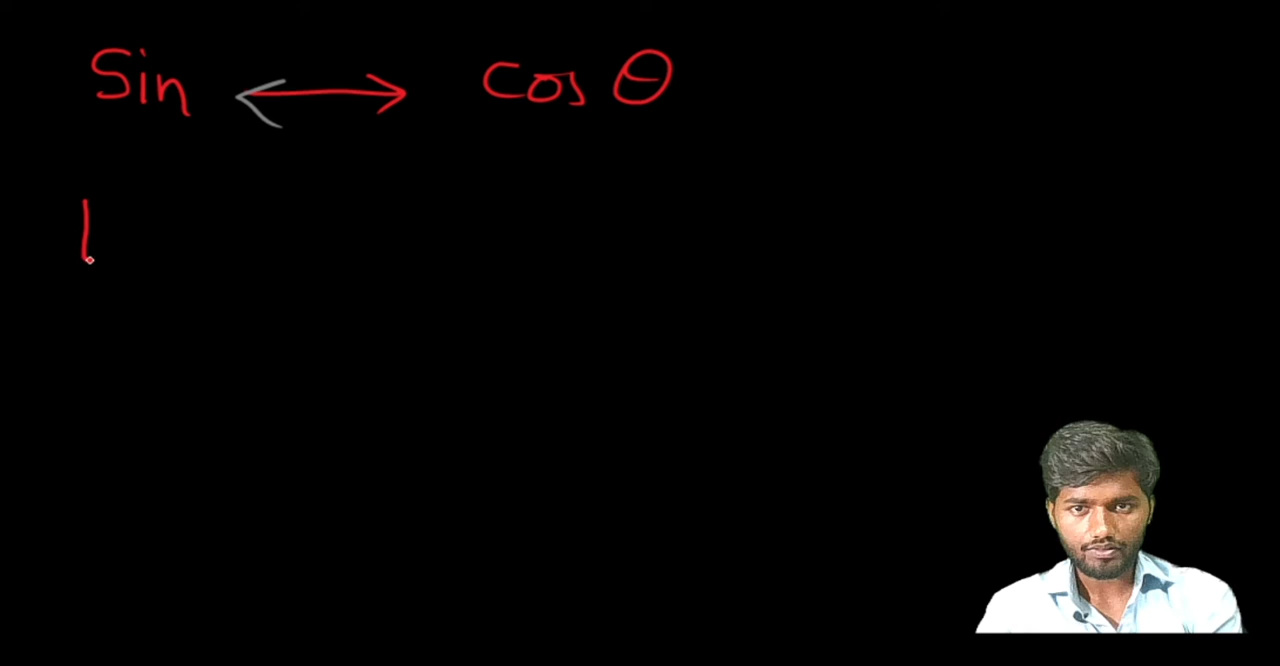 Sin ↔ cos θ